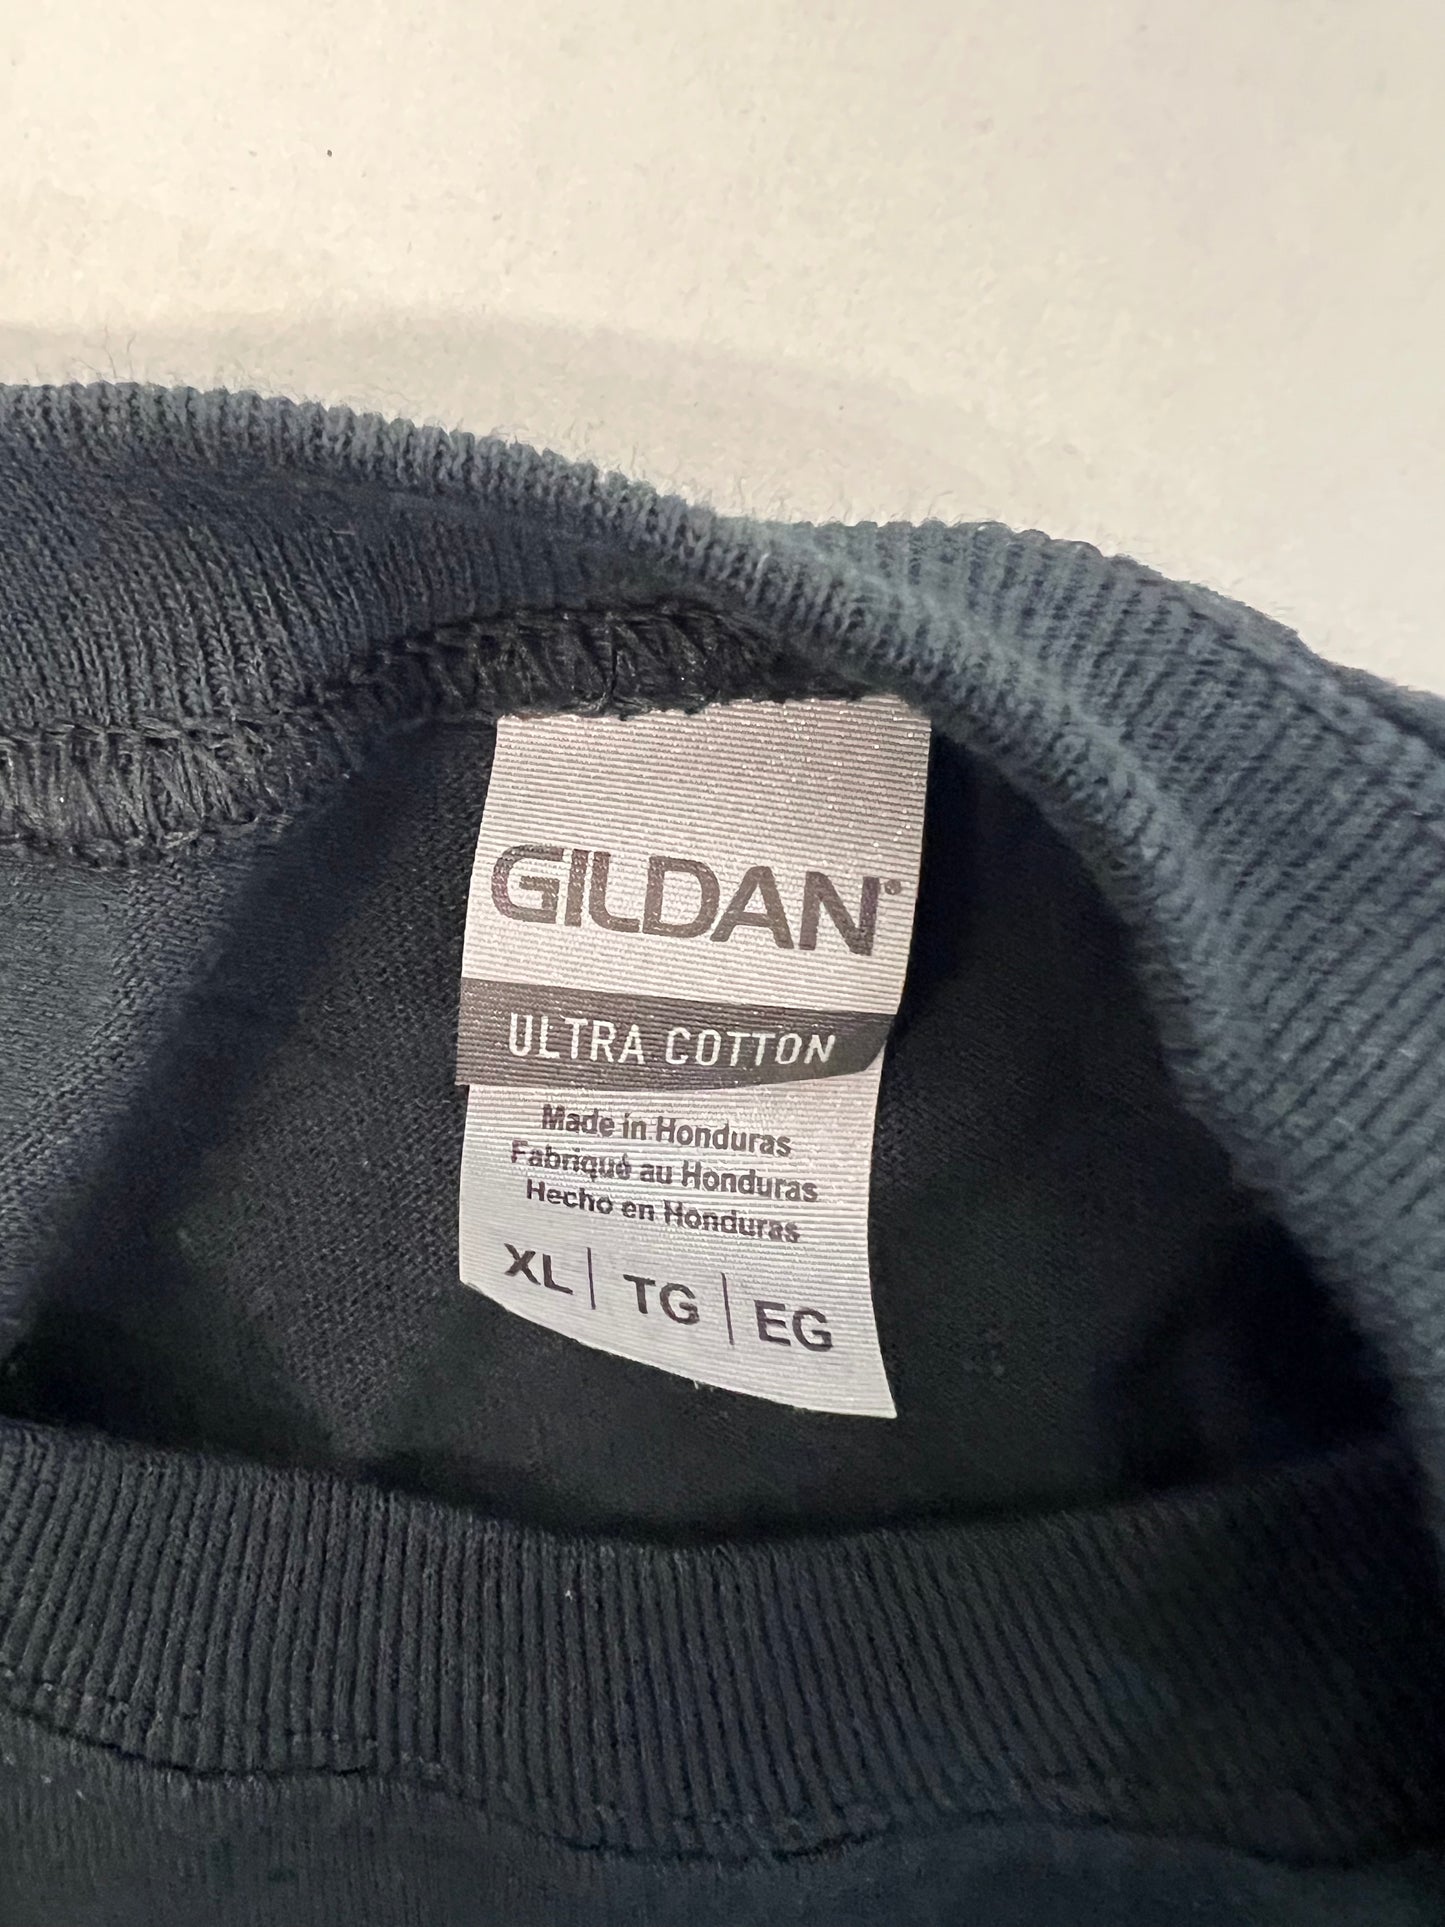 GILDAN®
ULTRA COTTON
Made in Honduras
Fabriqué au Honduras
Hecho en Honduras
XL | TG | EG